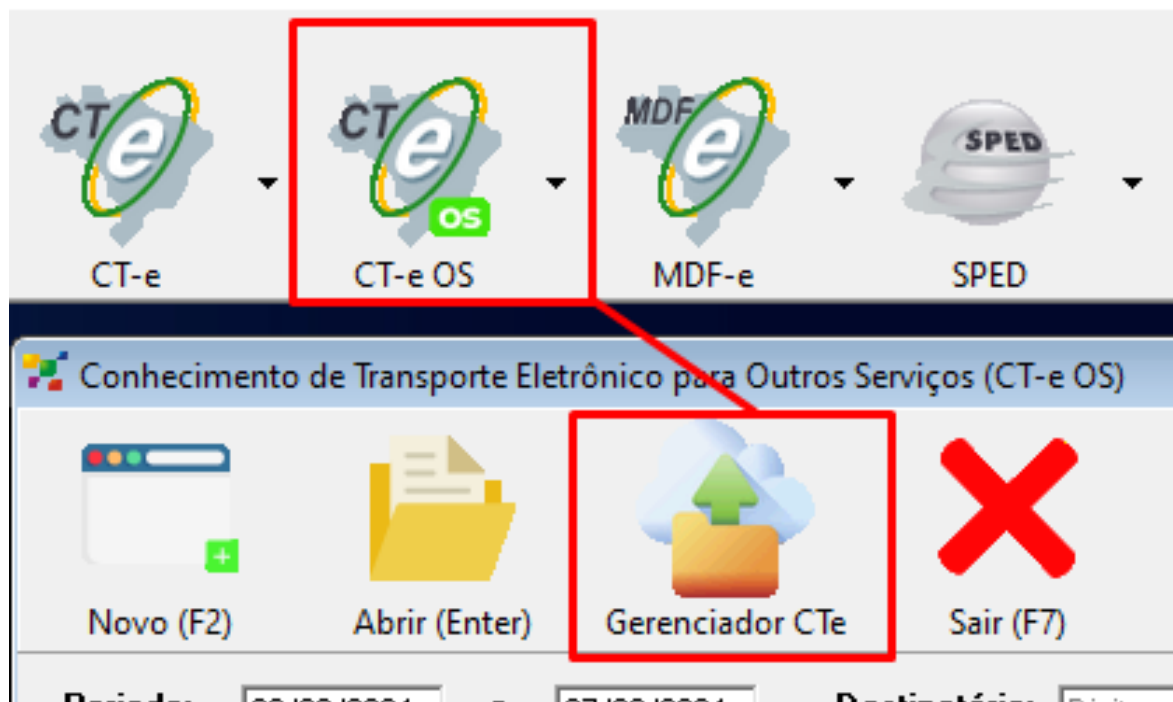 CT e
CT e OS
MDF e
SPED
CT-e
CT-e OS
MDF-e
SPED
Conhecimento de Transporte Eletrônico para Outros Serviços (CT-e OS)
Novo (F2)
Abrir (Enter)
Gerenciador CTe
Sair (F7)